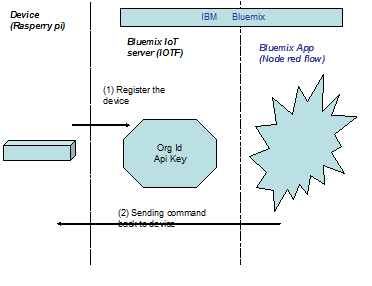 Device
(Rasperry pi)
IBM Bluemix
Bluemix IoT
server (IOTF)
Bluemix App
(Node red flow)
(1) Register the
device
Org Id
Api Key
(2) Sending command
back to device